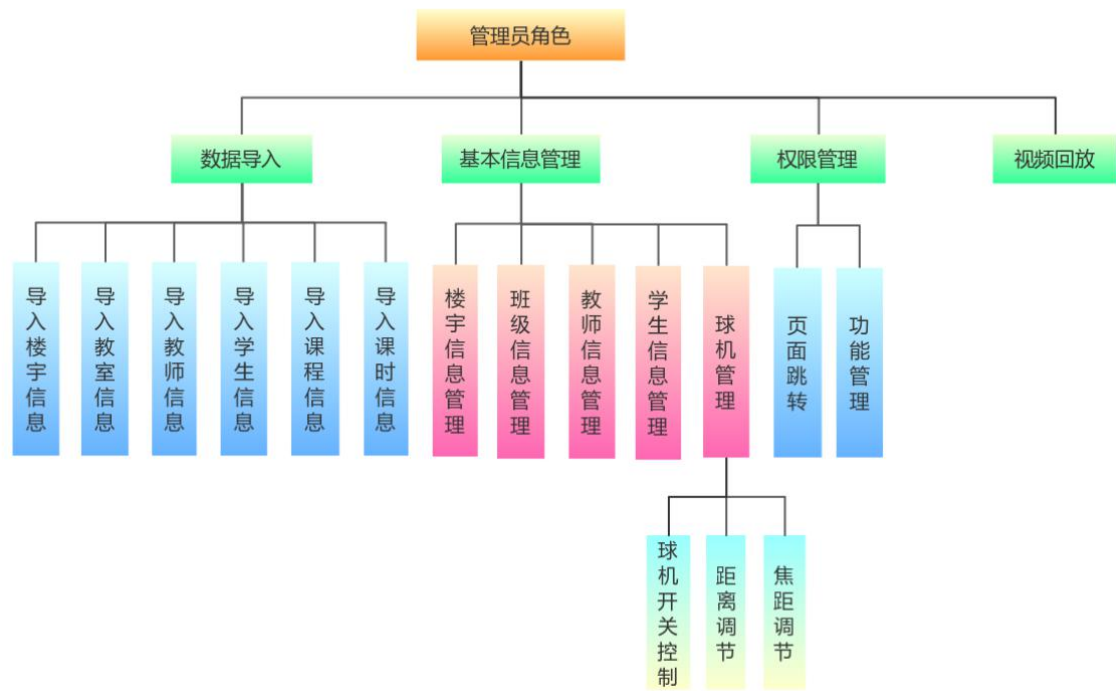 管理员角色
数据导入
基本信息管理
权限管理
视频回放
导入楼宇信息
导入教室信息
导入教师信息
导入学生信息
导入课程信息
导入课时信息
楼宇信息管理
班级信息管理
教师信息管理
学生信息管理
球机管理
页面跳转
功能管理
球机开关控制
距离调节
焦距调节